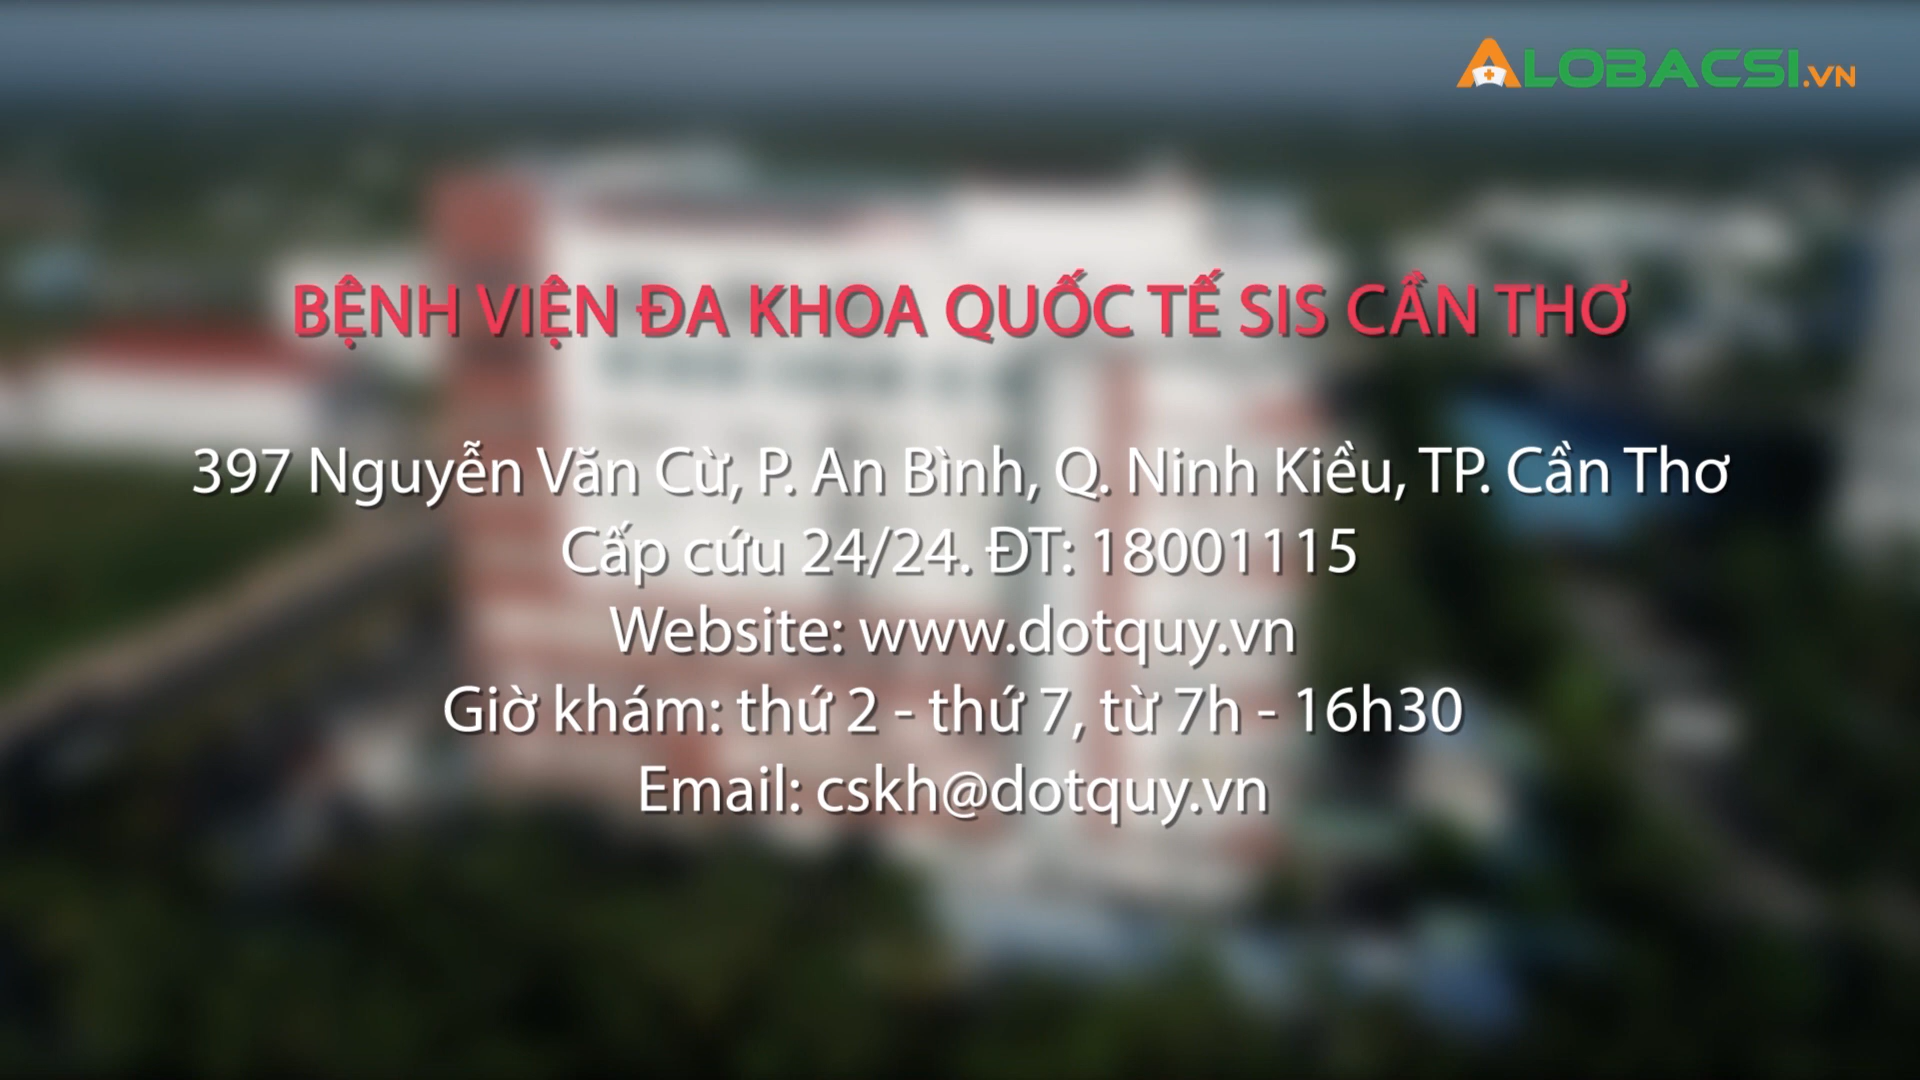 ALOBACSI.VN
BỆNH VIỆN ĐA KHOA QUỐC TẾ SIS CẦN THƠ
397 Nguyễn Văn Cừ, P. An Bình, Q. Ninh Kiều, TP. Cần Thơ
Cấp cứu 24/24. ĐT: 18001115
Website: www.dotquy.vn
Giờ khám: thứ 2 - thứ 7, từ 7h - 16h30
Email: cskh@dotquy.vn